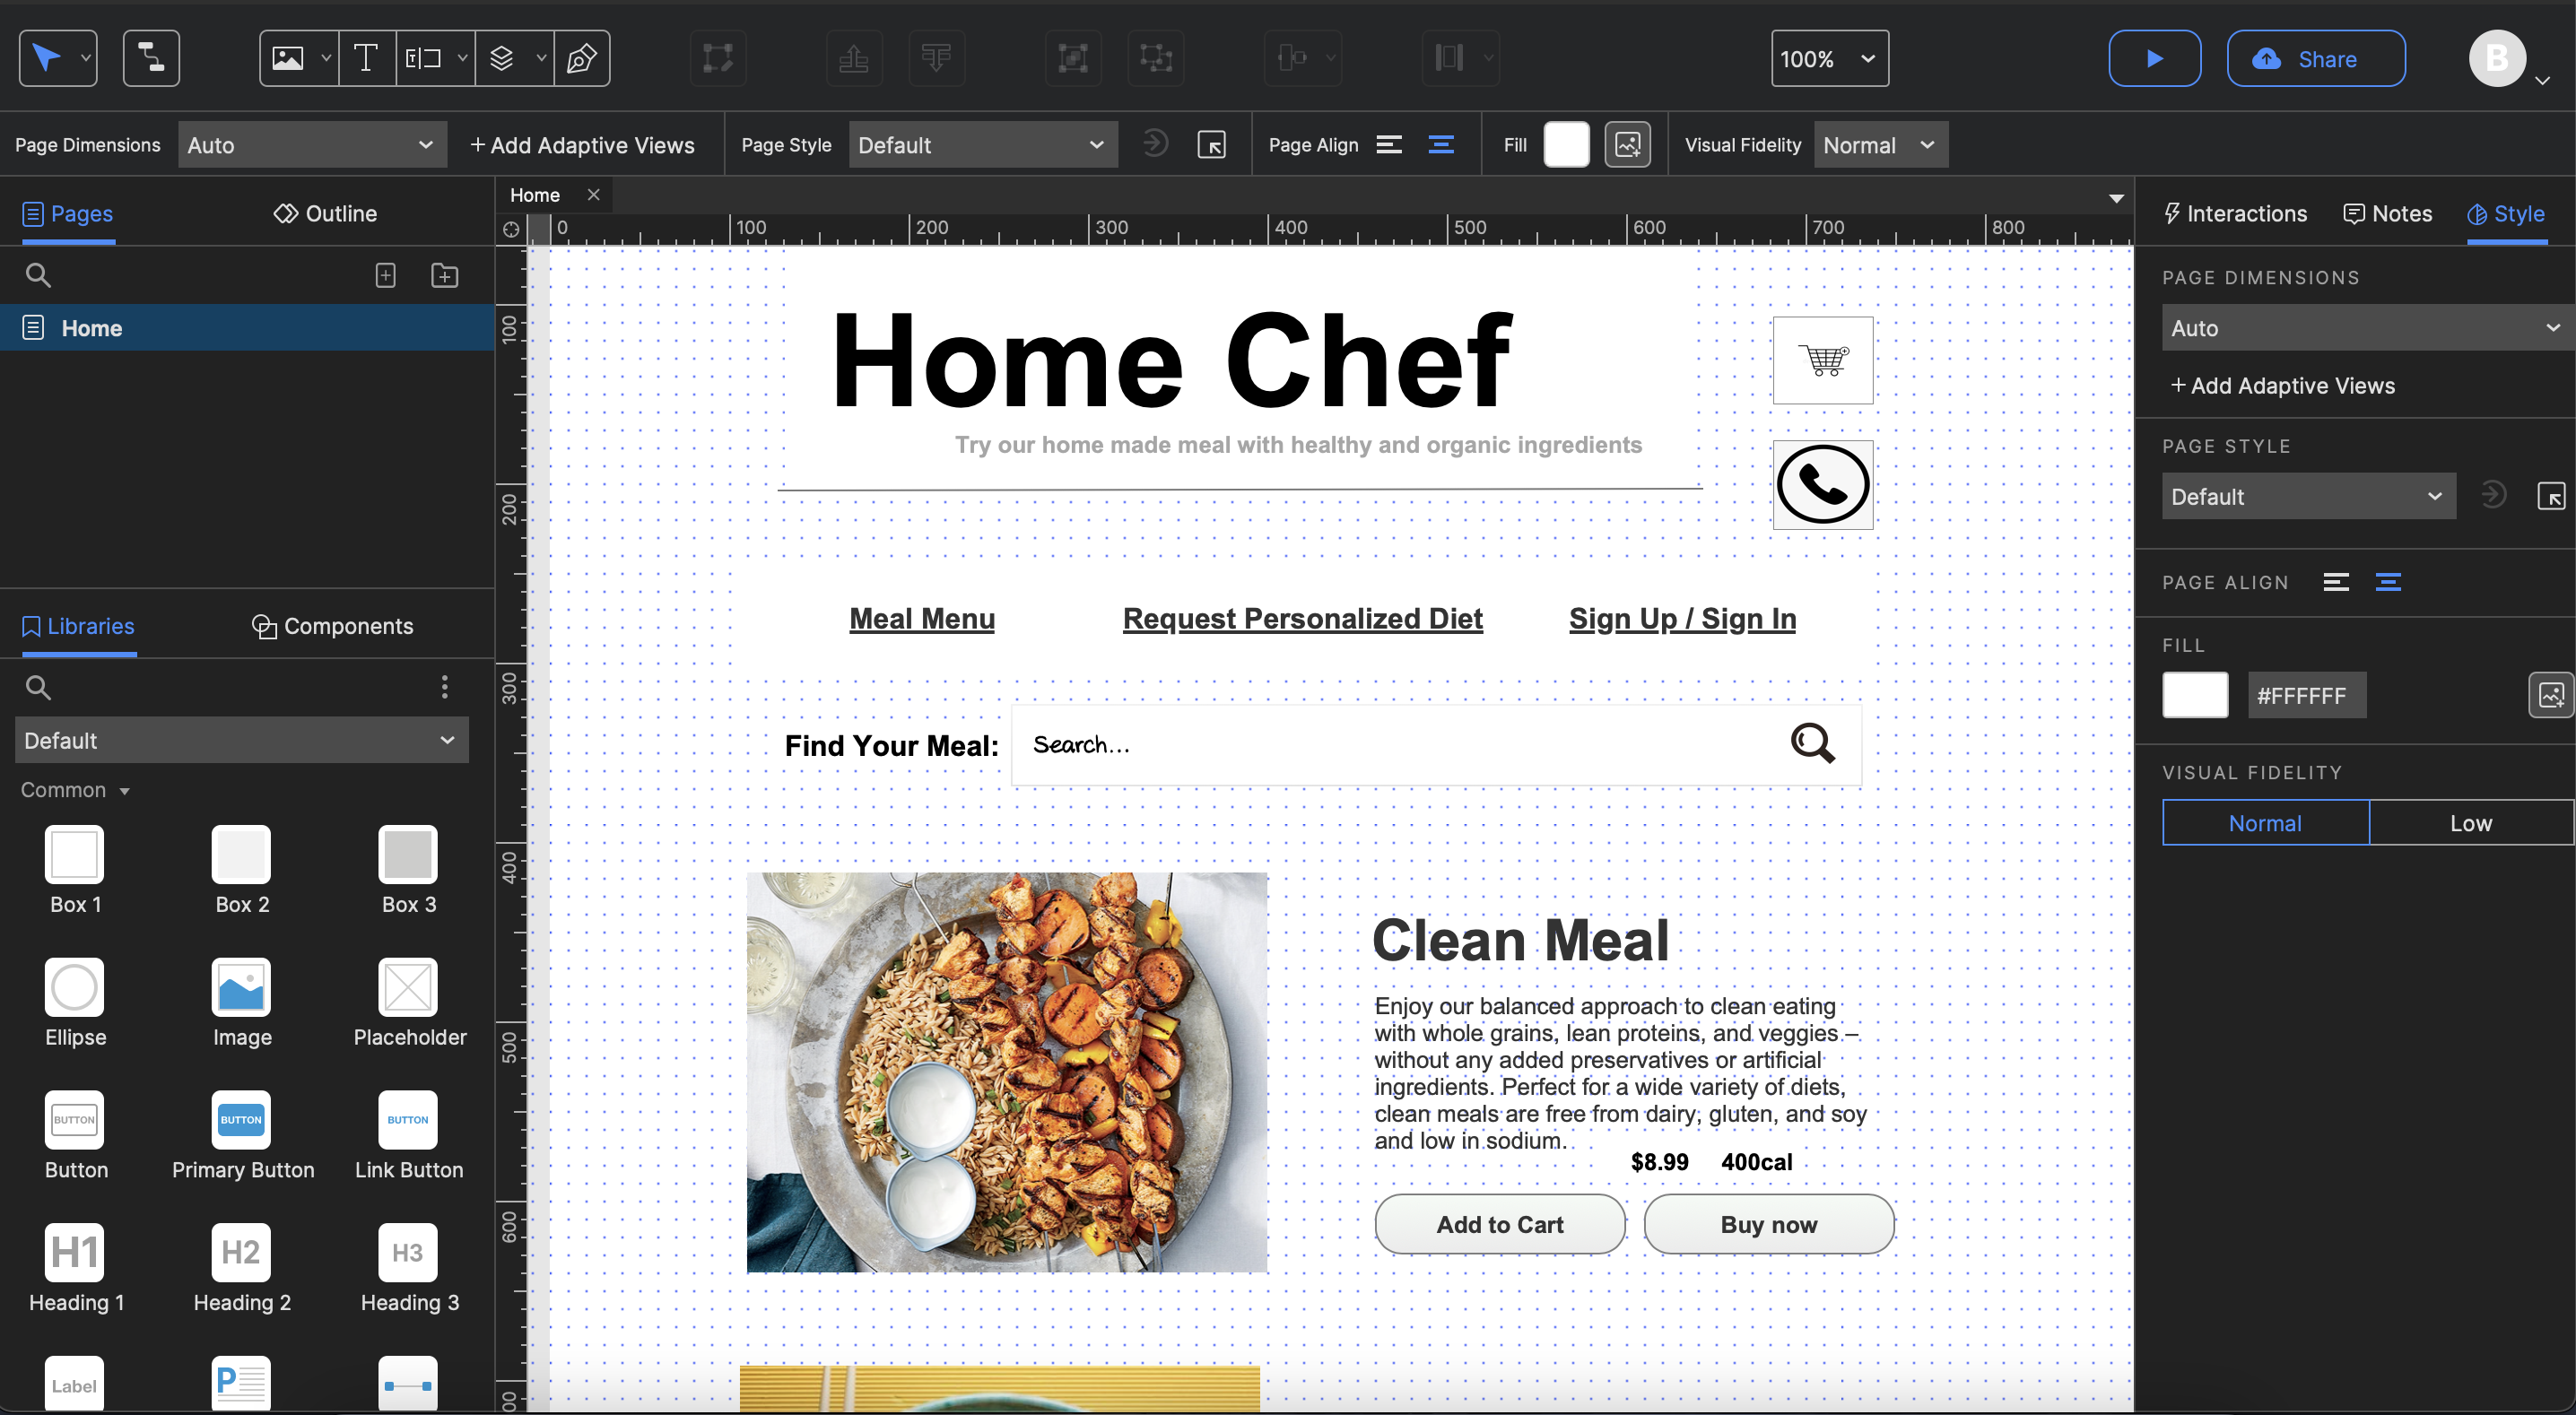 100%
Share
B
Page Dimensions
Auto
+ Add Adaptive Views
Page Style
Default
Page Align
Fill
Visual Fidelity
Normal
Pages
Outline
Home
Home
0 100 200 300 400 500 600 700 800
100
200
300
400
500
600
Home Chef
Try our home made meal with healthy and organic ingredients
Meal Menu
Request Personalized Diet
Sign Up / Sign In
Find Your Meal:
Search...
Clean Meal
Enjoy our balanced approach to clean eating
with whole grains, lean proteins, and veggies –
without any added preservatives or artificial
ingredients. Perfect for a wide variety of diets,
clean meals are free from dairy, gluten, and soy
and low in sodium.
$8.99
400cal
Add to Cart
Buy now
Libraries
Components
Default
Common
Box 1
Box 2
Box 3
Ellipse
Image
Placeholder
BUTTON
BUTTON
BUTTON
Button
Primary Button
Link Button
H1
H2
H3
Heading 1
Heading 2
Heading 3
Label
P
Interactions
Notes
Style
PAGE DIMENSIONS
Auto
+ Add Adaptive Views
PAGE STYLE
Default
PAGE ALIGN
FILL
#FFFFFF
VISUAL FIDELITY
Normal
Low